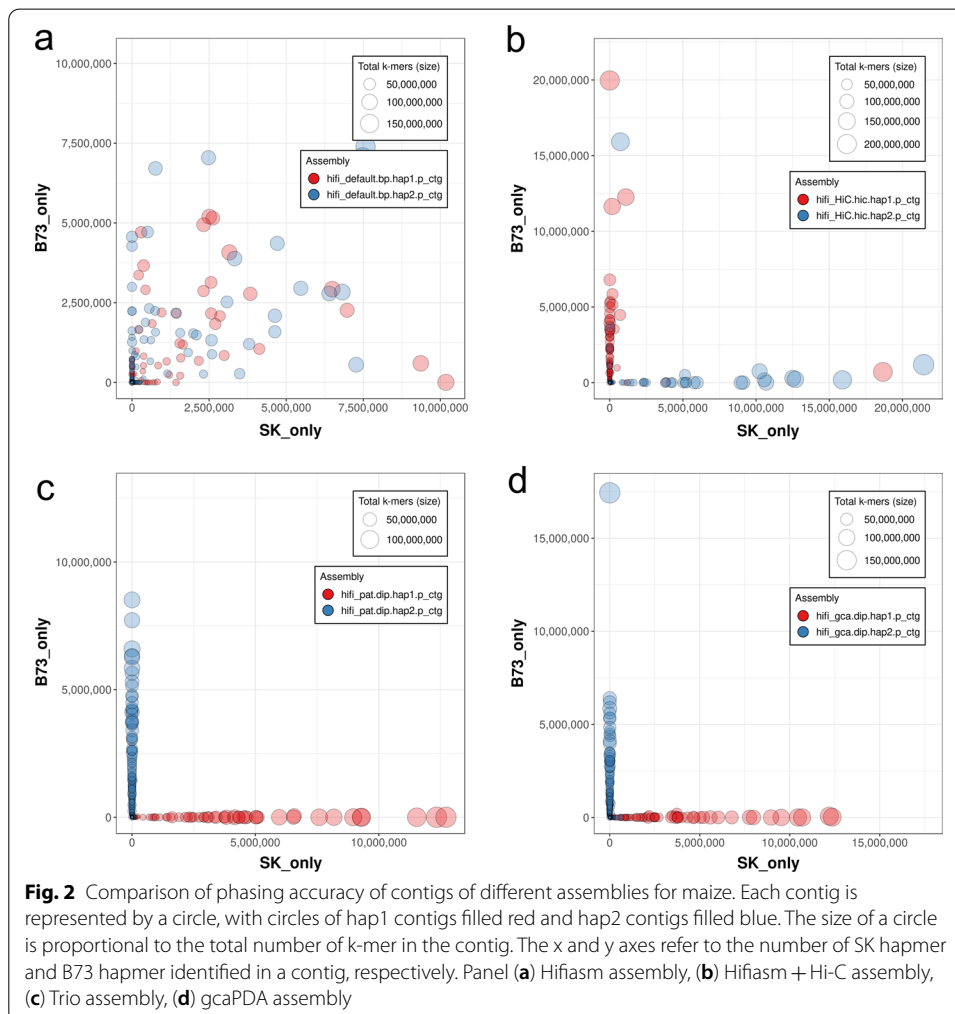 a
10,000,000
7,500,000
5,000,000
2,500,000
0
B73_only
0
2,500,000
5,000,000
7,500,000
10,000,000
SK_only
Total k-mers (size)
50,000,000
100,000,000
150,000,000
Assembly
hifi_default.bp.hap1.p_ctg
hifi_default.bp.hap2.p_ctg
b
20,000,000
15,000,000
10,000,000
5,000,000
0
B73_only
0
5,000,000
10,000,000
15,000,000
20,000,000
SK_only
Total k-mers (size)
50,000,000
100,000,000
150,000,000
200,000,000
Assembly
hifi_HiC.hic.hap1.p_ctg
hifi_HiC.hic.hap2.p_ctg
c
10,000,000
5,000,000
0
B73_only
0
5,000,000
10,000,000
SK_only
Total k-mers (size)
50,000,000
100,000,000
Assembly
hifi_pat.dip.hap1.p_ctg
hifi_pat.dip.hap2.p_ctg
d
15,000,000
10,000,000
5,000,000
0
B73_only
0
5,000,000
10,000,000
15,000,000
SK_only
Total k-mers (size)
50,000,000
100,000,000
150,000,000
Assembly
hifi_gca.dip.hap1.p_ctg
hifi_gca.dip.hap2.p_ctg
Fig. 2 Comparison of phasing accuracy of contigs of different assemblies for maize. Each contig is
represented by a circle, with circles of hap1 contigs filled red and hap2 contigs filled blue. The size of a circle
is proportional to the total number of k-mer in the contig. The x and y axes refer to the number of SK hapmer
and B73 hapmer identified in a contig, respectively. Panel (a) Hifiasm assembly, (b) Hifiasm + Hi-C assembly,
(c) Trio assembly, (d) gcaPDA assembly